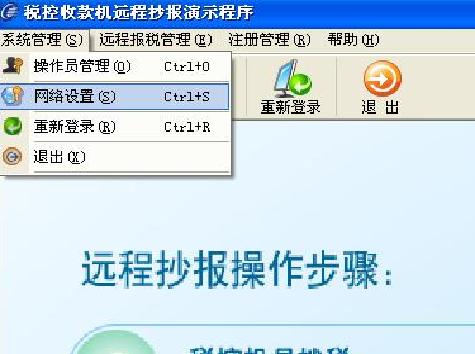 税控收款机远程抄报演示程序
系统管理(S) 远程报税管理(E) 注册管理(R) 帮助(H)
操作员管理(O) Ctrl+O
网络设置(S) Ctrl+S
重新登录(R) Ctrl+R
退出(X)
重新登录 退出
远程抄报操作步骤：